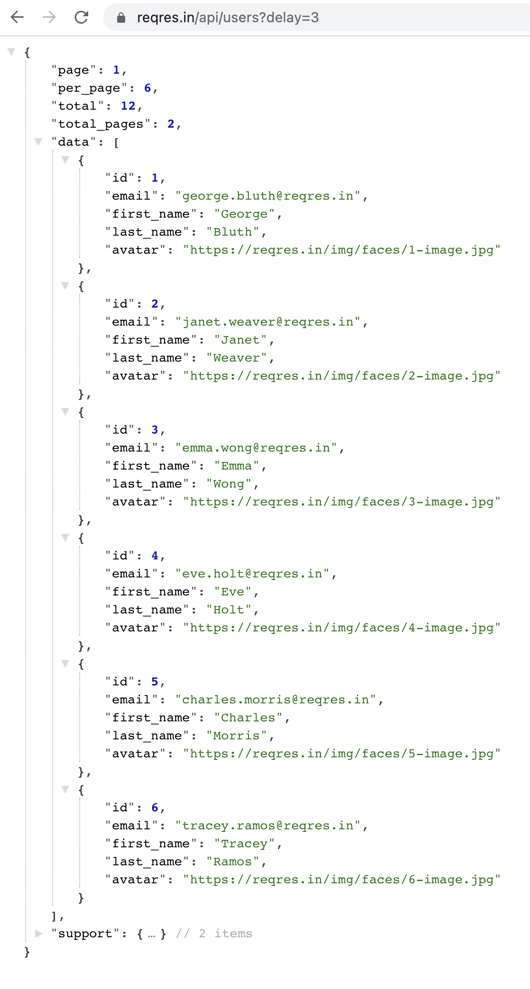 reqres.in/api/users?delay=3
{
"page": 1,
"per_page": 6,
"total": 12,
"total_pages": 2,
"data": [
{
"id": 1,
"email": "george.bluth@reqres.in",
"first_name": "George",
"last_name": "Bluth",
"avatar": "https://reqres.in/img/faces/1-image.jpg"
},
{
"id": 2,
"email": "janet.weaver@reqres.in",
"first_name": "Janet",
"last_name": "Weaver",
"avatar": "https://reqres.in/img/faces/2-image.jpg"
},
{
"id": 3,
"email": "emma.wong@reqres.in",
"first_name": "Emma",
"last_name": "Wong",
"avatar": "https://reqres.in/img/faces/3-image.jpg"
},
{
"id": 4,
"email": "eve.holt@reqres.in",
"first_name": "Eve",
"last_name": "Holt",
"avatar": "https://reqres.in/img/faces/4-image.jpg"
},
{
"id": 5,
"email": "charles.morris@reqres.in",
"first_name": "Charles",
"last_name": "Morris",
"avatar": "https://reqres.in/img/faces/5-image.jpg"
},
{
"id": 6,
"email": "tracey.ramos@reqres.in",
"first_name": "Tracey",
"last_name": "Ramos",
"avatar": "https://reqres.in/img/faces/6-image.jpg"
}
],
"support": { … } // 2 items
}